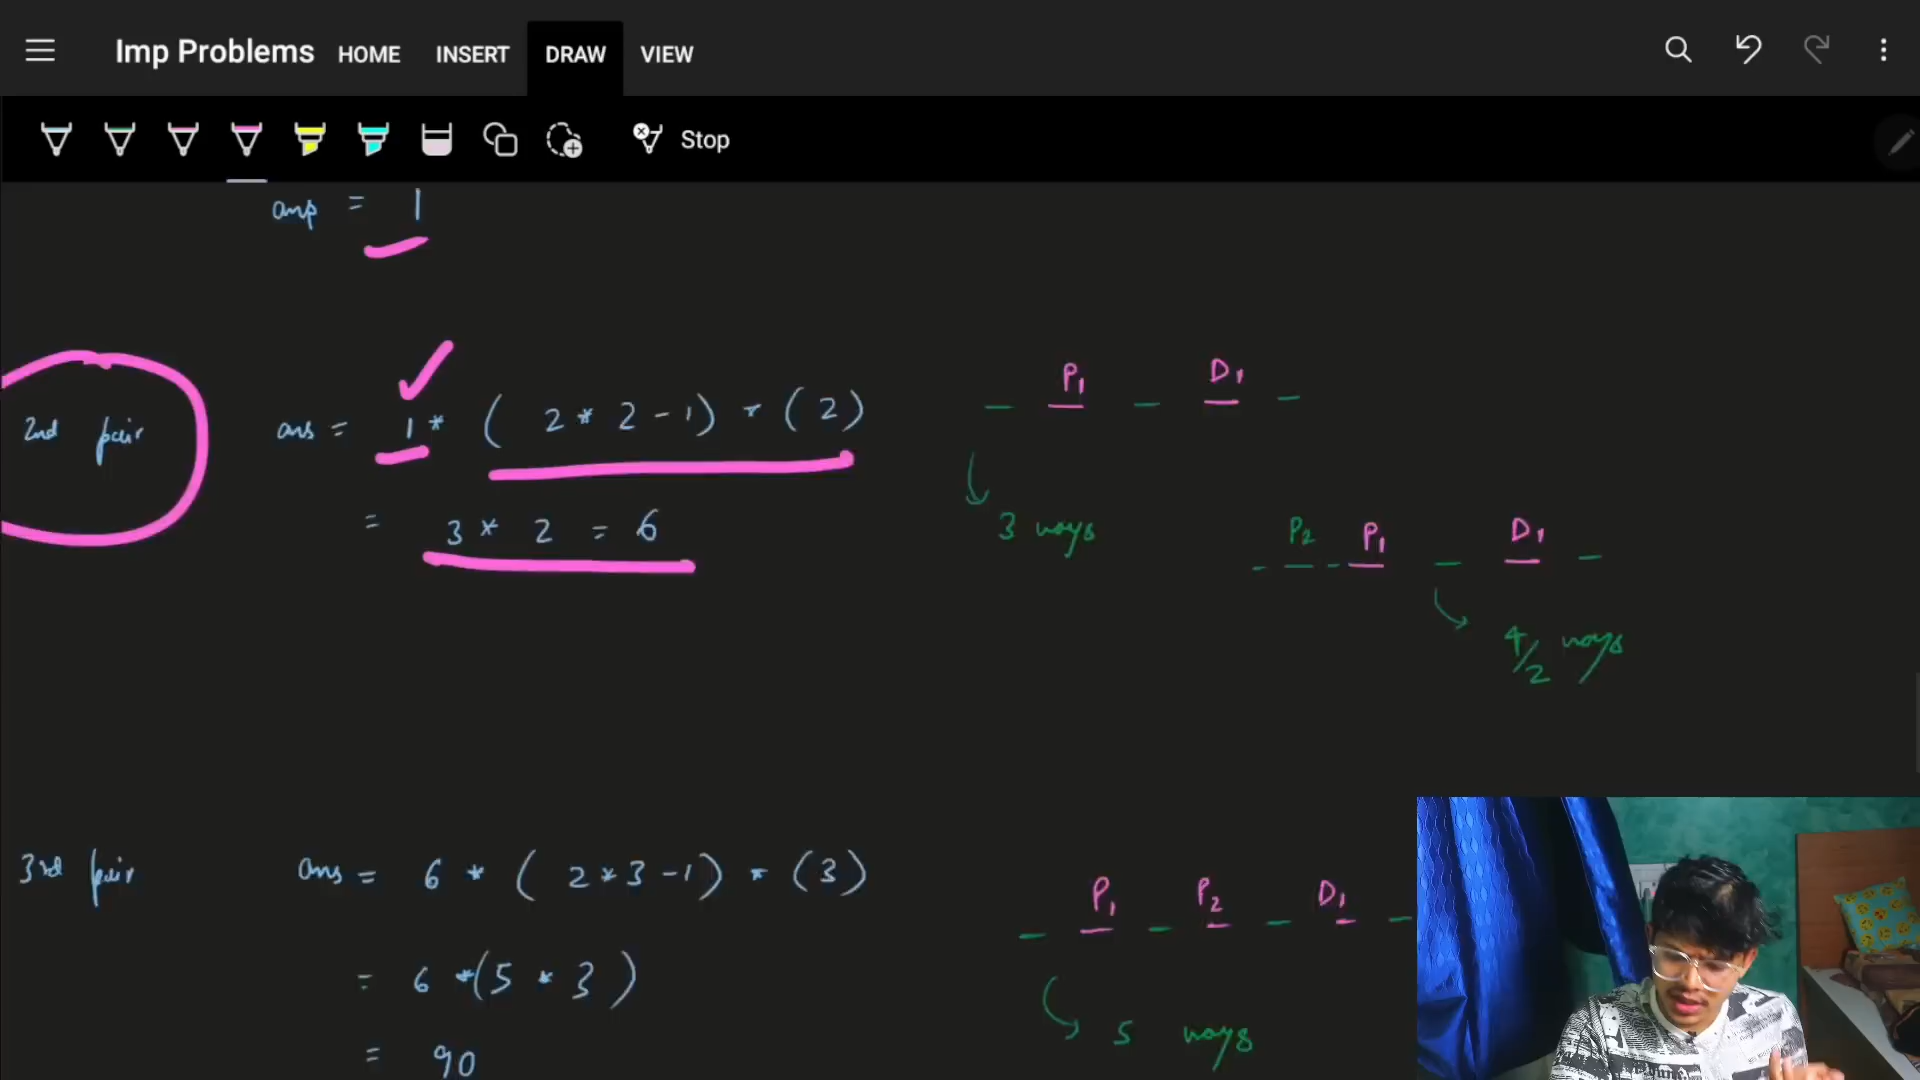 Imp Problems HOME INSERT DRAW VIEW
Stop
ans = 1
2nd pair
ans = 1 * ( 2 * 2 - 1) * (2)
= 3 * 2 = 6
P1 D1
3 ways
P2 P1 D1
4/2 ways
3rd pair
ans = 6 * ( 2*3-1) * (3)
= 6 *(5 * 3)
= 90
P1 P2 D1
5 ways